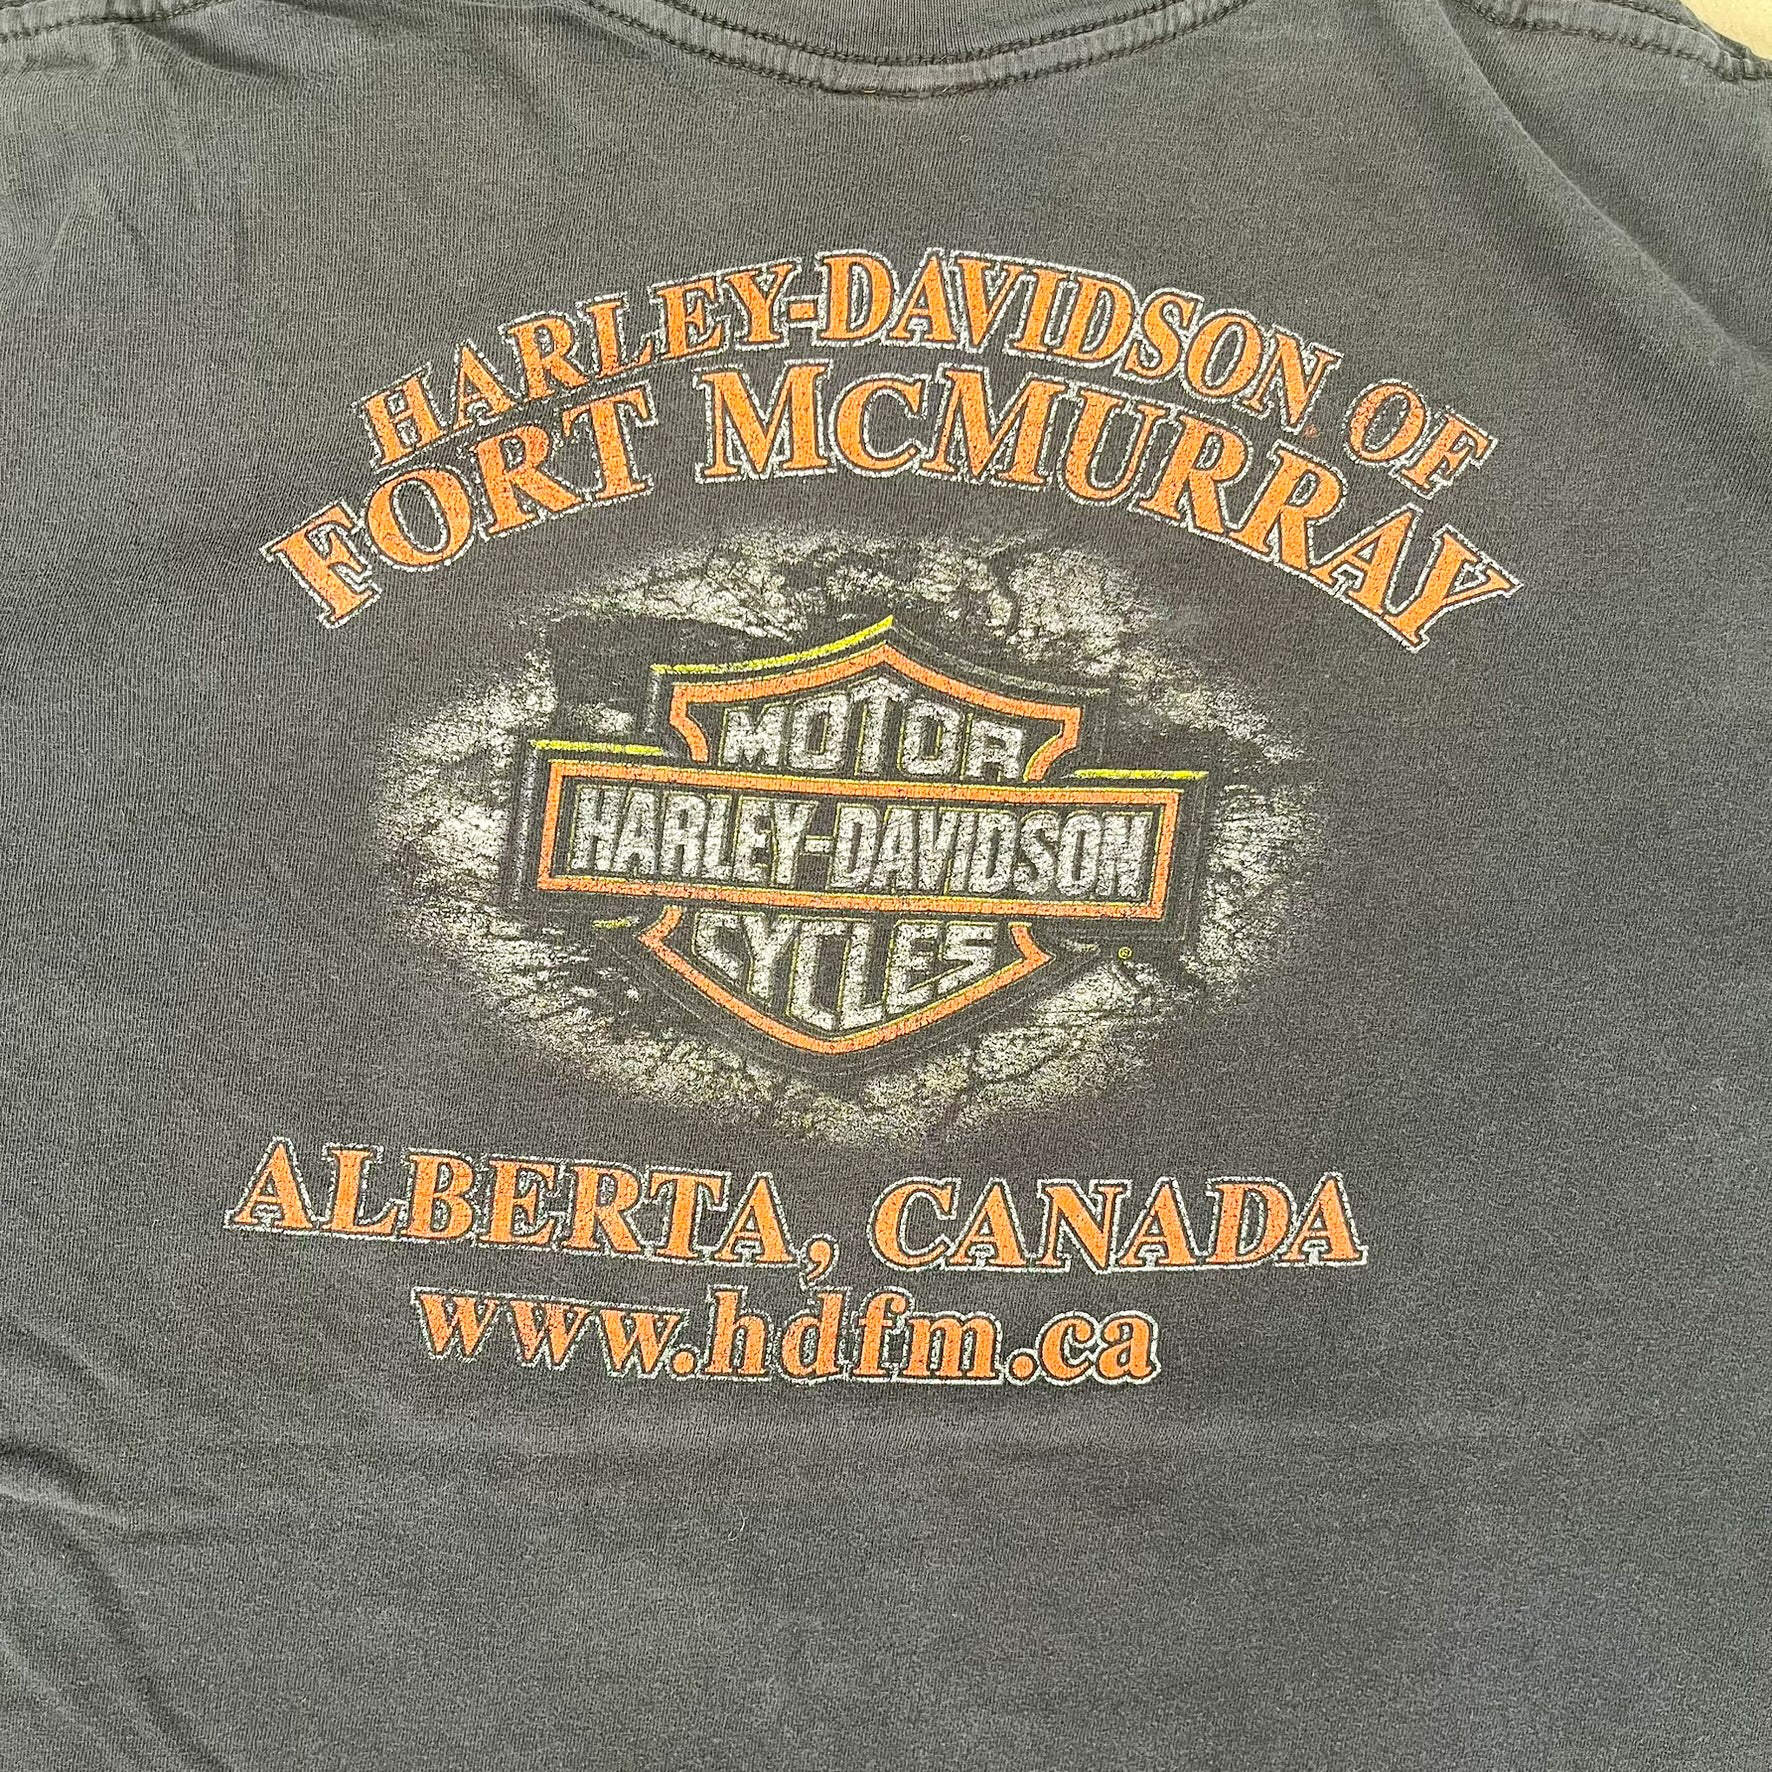 HARLEY-DAVIDSON OF
FORT MCMURRAY
MOTOR
HARLEY-DAVIDSON
CYCLES
®
ALBERTA, CANADA
www.hdfm.ca